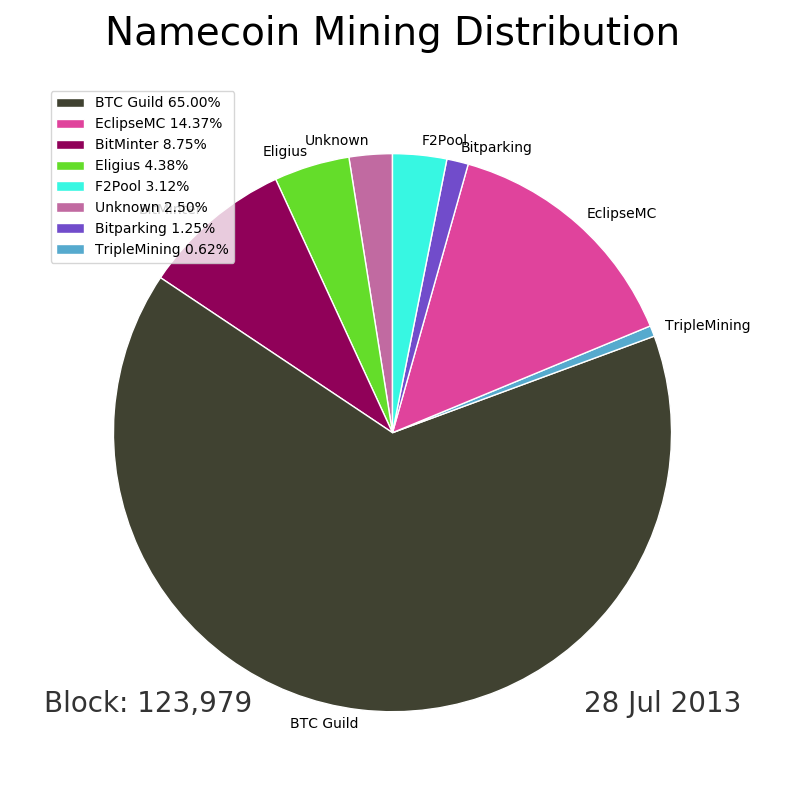 Namecoin Mining Distribution
BTC Guild 65.00%
EclipseMC 14.37%
BitMinter 8.75%
Eligius 4.38%
F2Pool 3.12%
Unknown 2.50%
Bitparking 1.25%
TripleMining 0.62%
Unknown
F2Pool
Eligius
Bitparking
EclipseMC
TripleMining
Block: 123,979
28 Jul 2013
BTC Guild